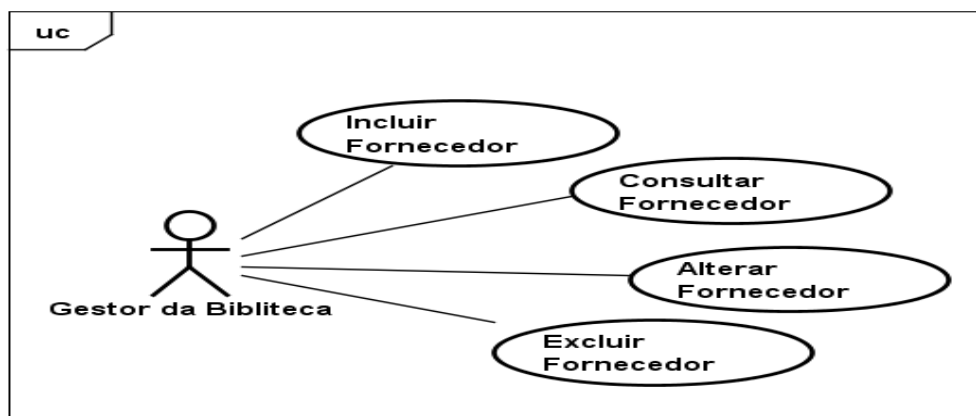 uc
Incluir
Fornecedor
Consultar
Fornecedor
Gestor da Bibliteca
Alterar
Fornecedor
Excluir
Fornecedor